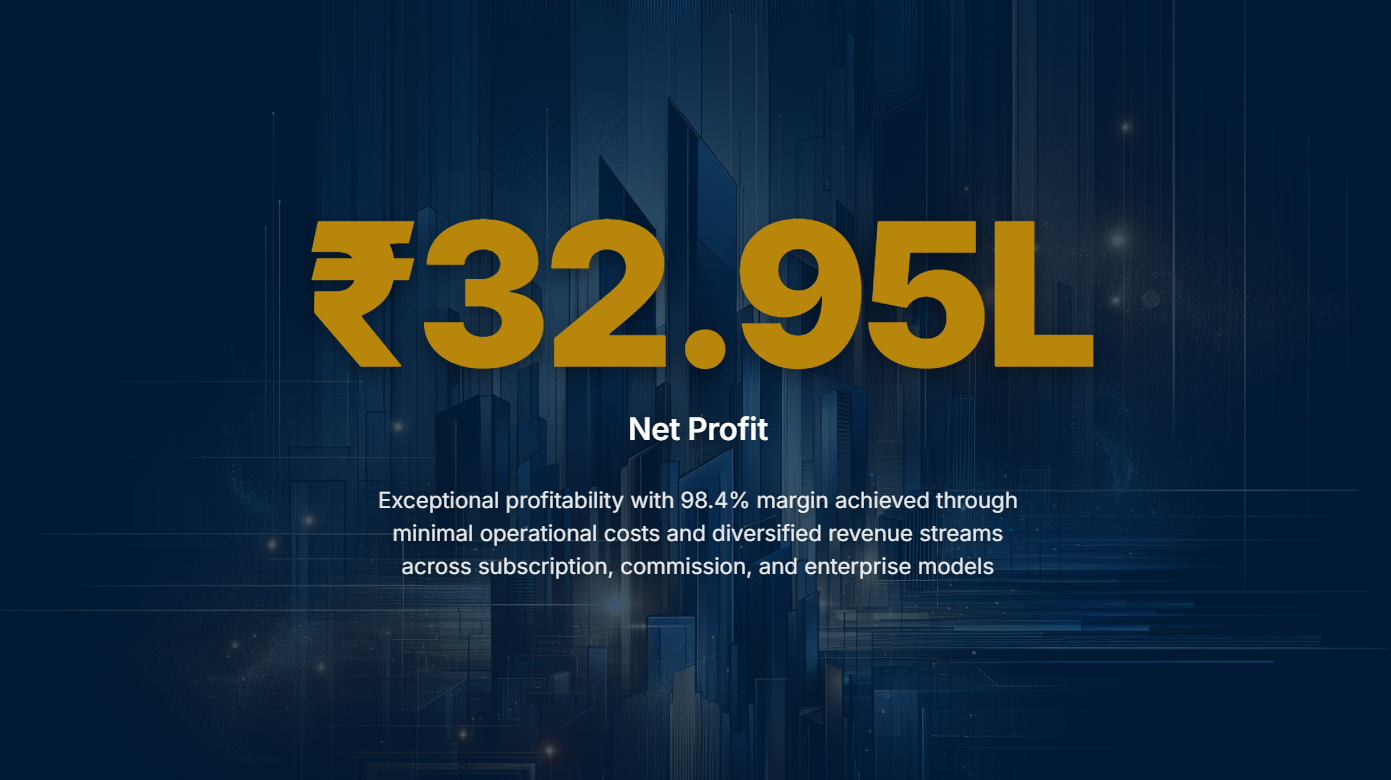 ₹32.95L
Net Profit
Exceptional profitability with 98.4% margin achieved through
minimal operational costs and diversified revenue streams
across subscription, commission, and enterprise models